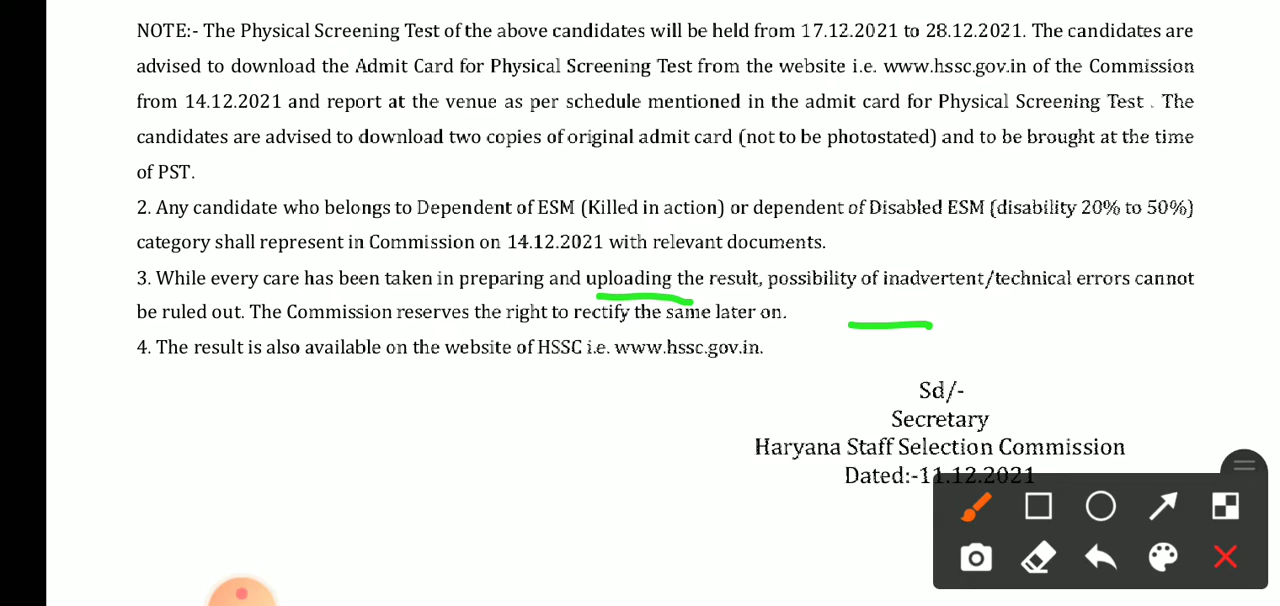 NOTE:- The Physical Screening Test of the above candidates will be held from 17.12.2021 to 28.12.2021. The candidates are
advised to download the Admit Card for Physical Screening Test from the website i.e. www.hssc.gov.in of the Commission
from 14.12.2021 and report at the venue as per schedule mentioned in the admit card for Physical Screening Test . The
candidates are advised to download two copies of original admit card (not to be photostated) and to be brought at the time
of PST.
2. Any candidate who belongs to Dependent of ESM (Killed in action) or dependent of Disabled ESM (disability 20% to 50%)
category shall represent in Commission on 14.12.2021 with relevant documents.
3. While every care has been taken in preparing and uploading the result, possibility of inadvertent/technical errors cannot
be ruled out. The Commission reserves the right to rectify the same later on.
4. The result is also available on the website of HSSC i.e. www.hssc.gov.in.
Sd/-
Secretary
Haryana Staff Selection Commission
Dated:-11.12.2021